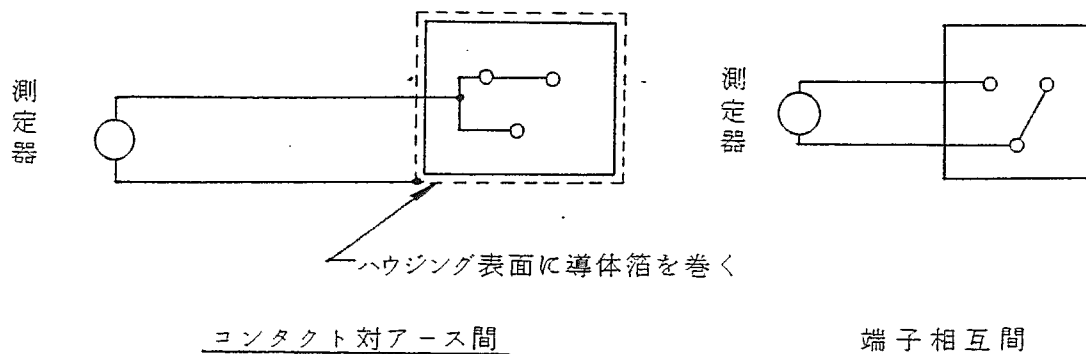 測定器
測定器
ハウジング表面に導体箔を巻く
コンタクト対アース間
端子相互間